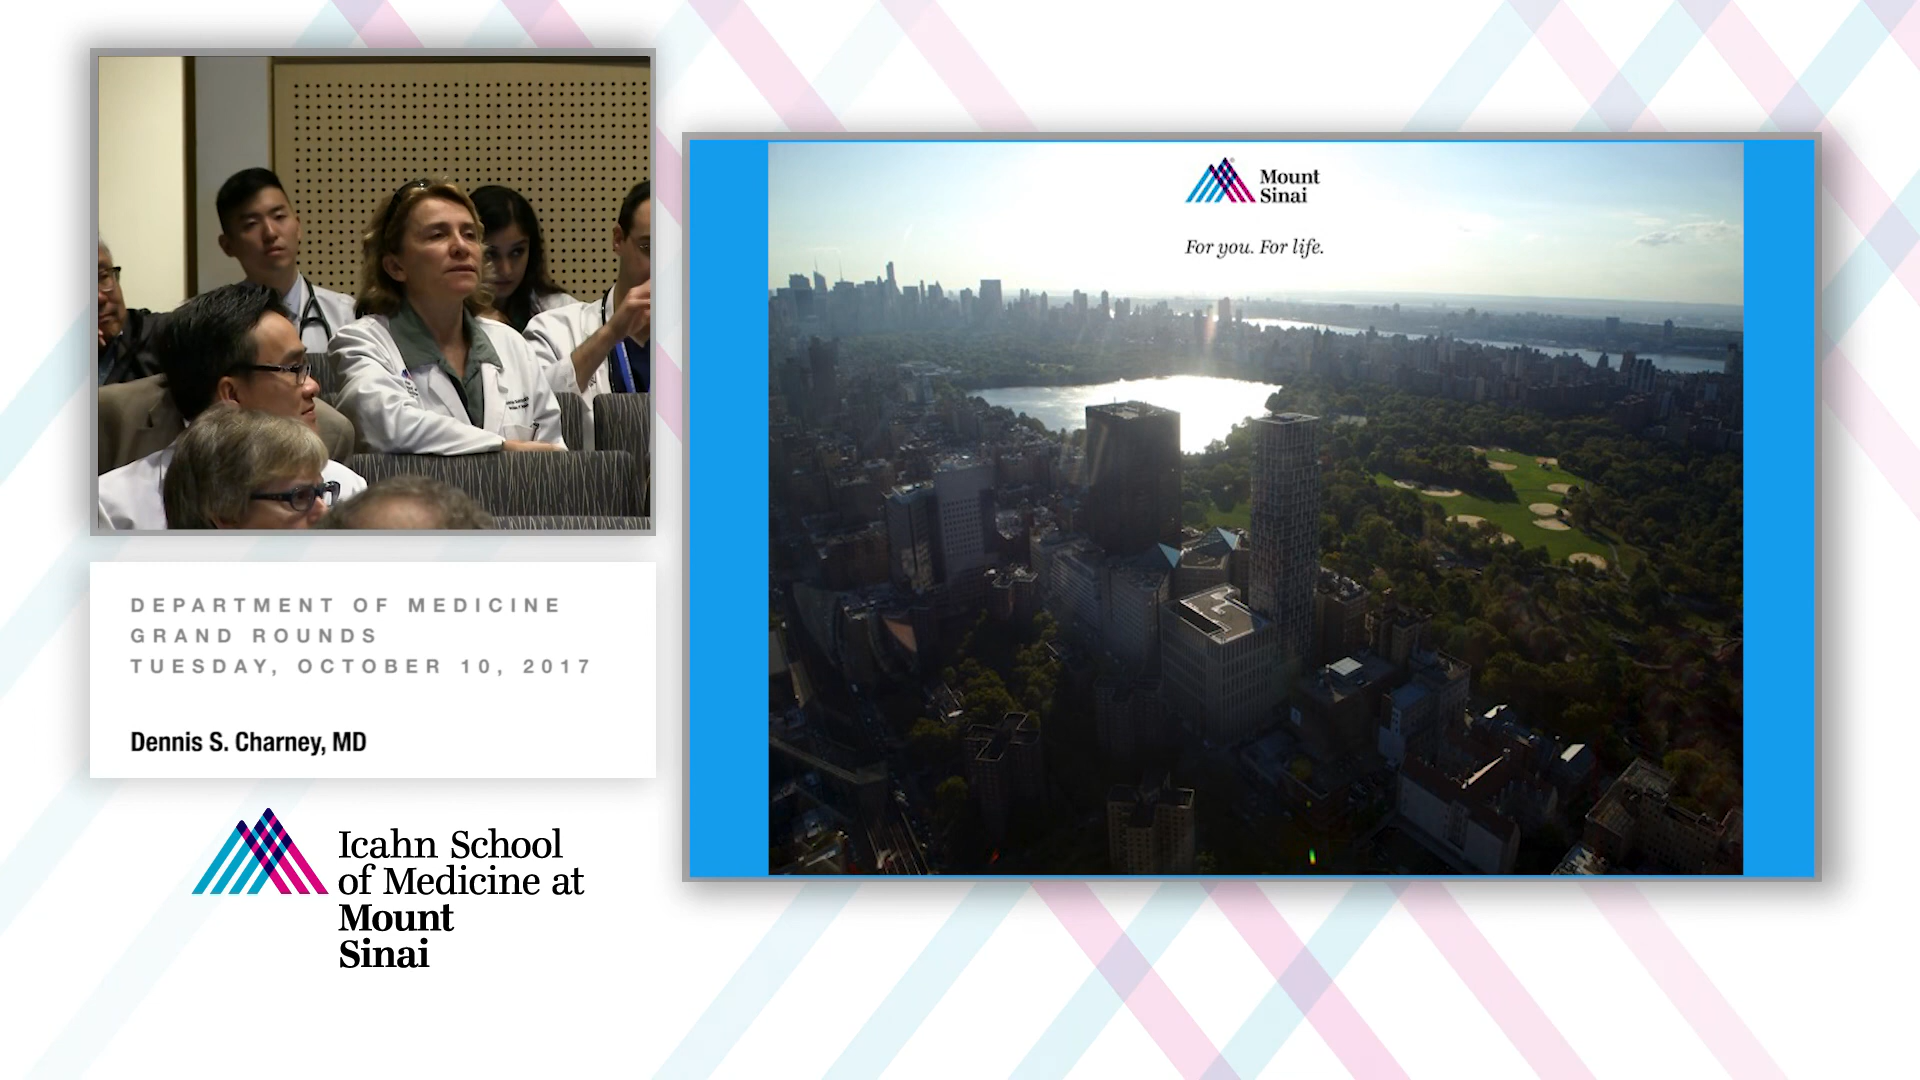 DEPARTMENT OF MEDICINE
GRAND ROUNDS
TUESDAY, OCTOBER 10, 2017
Dennis S. Charney, MD
Icahn School
of Medicine at
Mount
Sinai
Mount
Sinai
For you. For life.